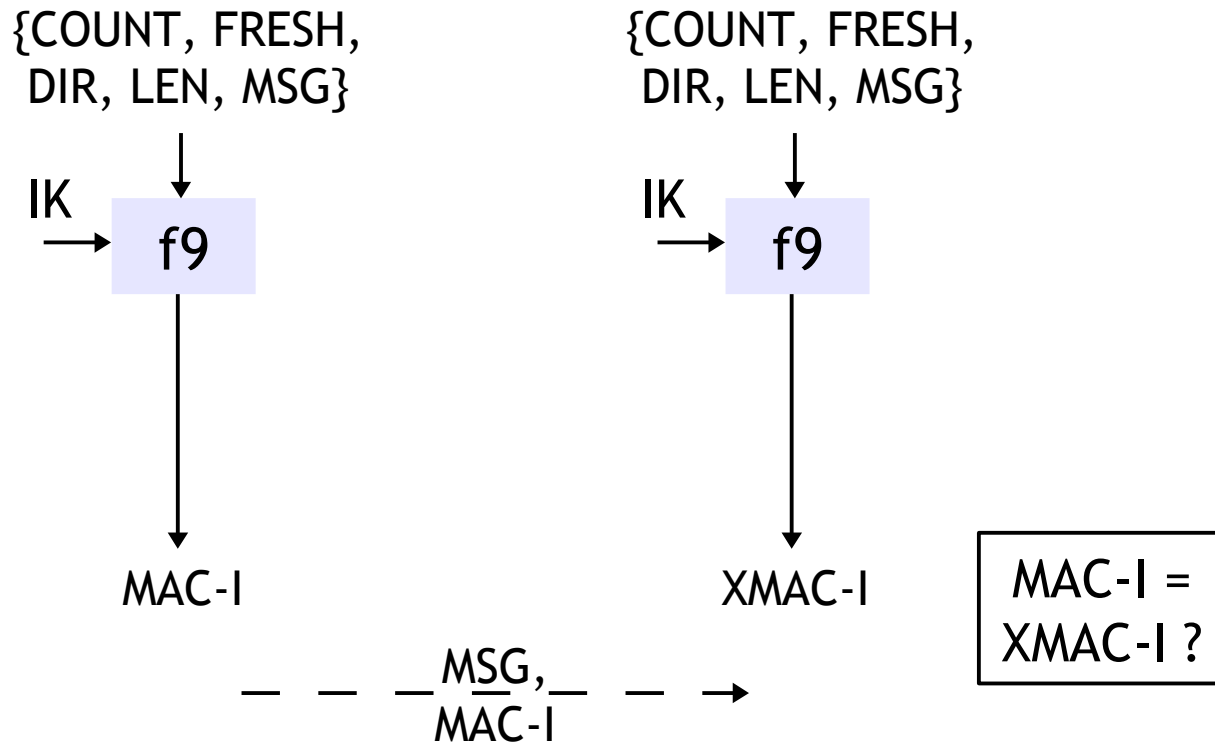 {COUNT, FRESH,
DIR, LEN, MSG}
{COUNT, FRESH,
DIR, LEN, MSG}
IK
f9
IK
f9
MAC-I
XMAC-I
MAC-I =
XMAC-I ?
MSG,
MAC-I